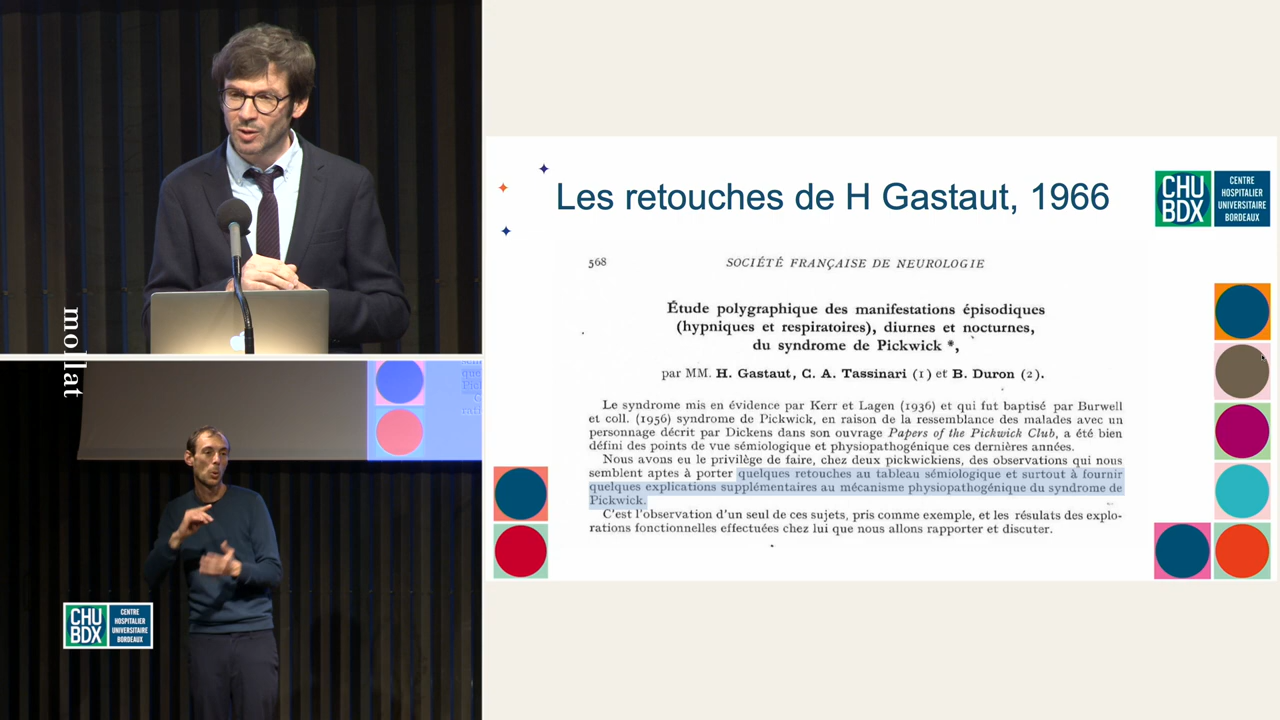 mollat
CHU
BDX
CENTRE
HOSPITALIER
UNIVERSITAIRE
BORDEAUX
Les retouches de H Gastaut, 1966
CHU
BDX
CENTRE
HOSPITALIER
UNIVERSITAIRE
BORDEAUX
568
SOCIÉTÉ FRANÇAISE DE NEUROLOGIE
Étude polygraphique des manifestations épisodiques
(hypniques et respiratoires), diurnes et nocturnes,
du syndrome de Pickwick *,
par MM. H. Gastaut, C. A. Tassinari (1) et B. Duron (2).
Le syndrome mis en évidence par Kerr et Lagen (1936) et qui fut baptisé par Burwell
et coll. (1956) syndrome de Pickwick, en raison de la ressemblance des malades avec un
personnage décrit par Dickens dans son ouvrage Papers of the Pickwick Club, a été bien
défini des points de vue sémiologique et physiopathogénique ces dernières années.
Nous avons eu le privilège de faire, chez deux pickwickiens, des observations qui nous
semblent aptes à porter quelques retouches au tableau sémiologique et surtout à fournir
quelques explications supplémentaires au mécanisme physiopathogénique du syndrome de
Pickwick.
C'est l'observation d'un seul de ces sujets, pris comme exemple, et les résulats des explo-
rations fonctionnelles effectuées chez lui que nous allons rapporter et discuter.